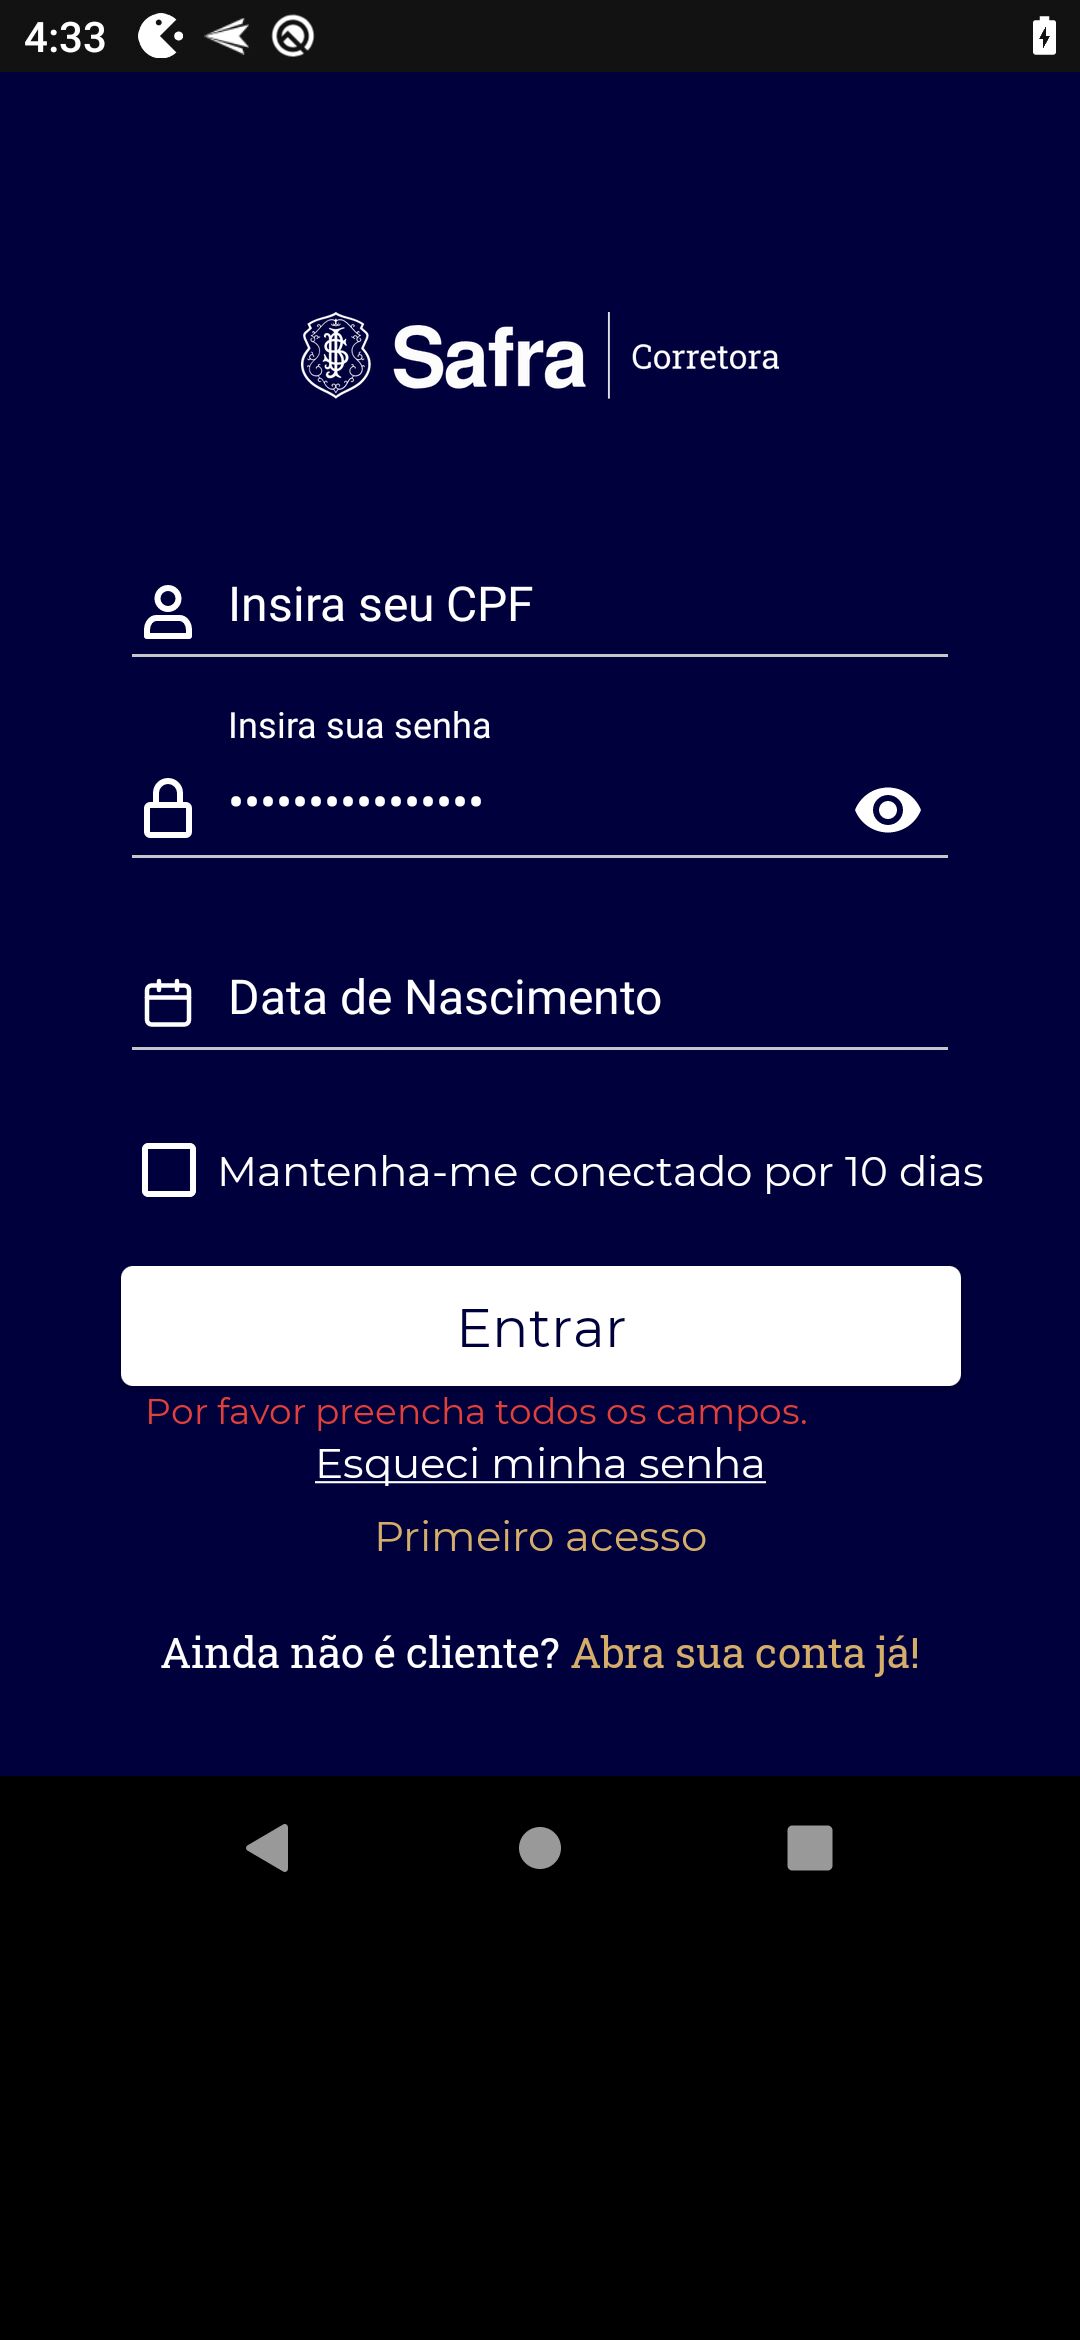 4:33
Safra Corretora
Insira seu CPF
Insira sua senha
••••••••••••••••
Data de Nascimento
Mantenha-me conectado por 10 dias
Entrar
Por favor preencha todos os campos.
Esqueci minha senha
Primeiro acesso
Ainda não é cliente? Abra sua conta já!